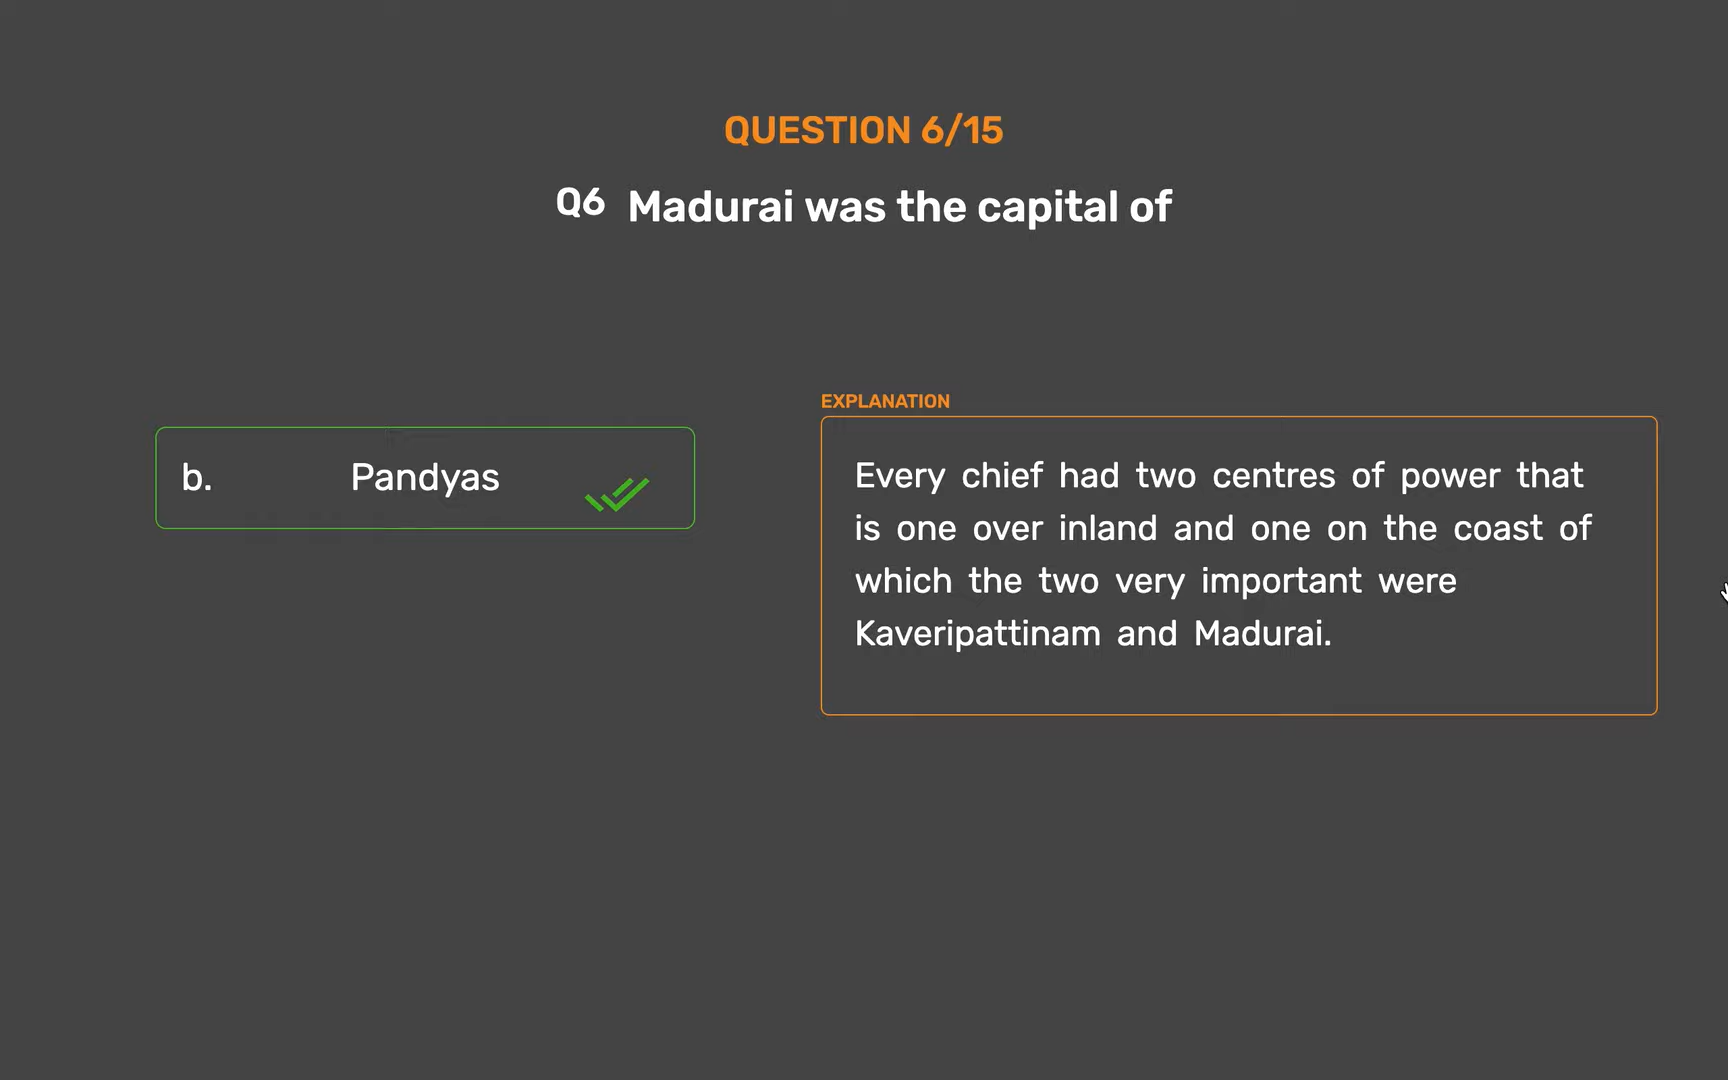 QUESTION 6/15
Q6 Madurai was the capital of
b. Pandyas
EXPLANATION
Every chief had two centres of power that
is one over inland and one on the coast of
which the two very important were
Kaveripattinam and Madurai.